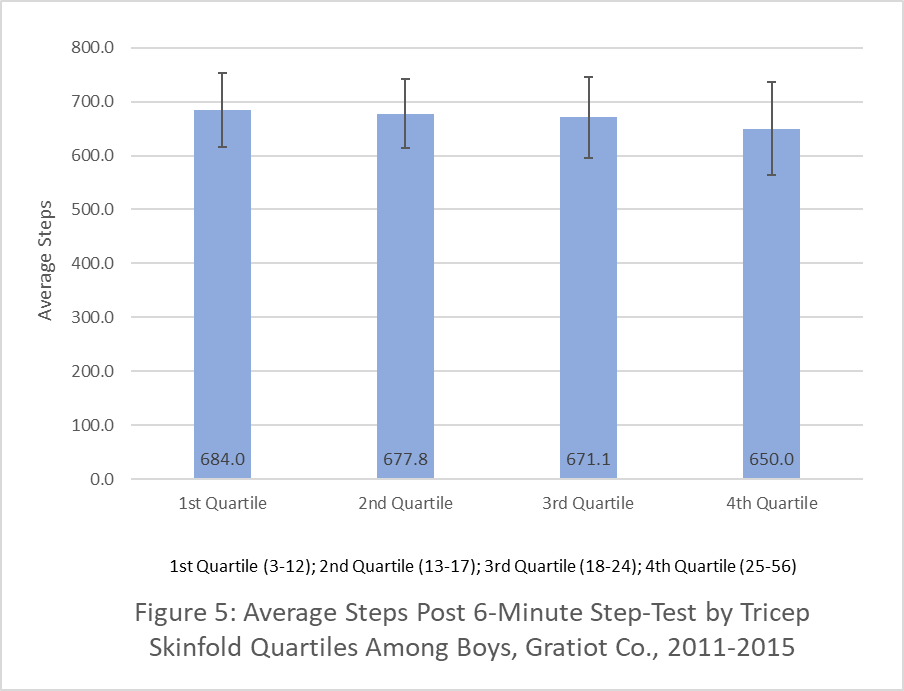 800.0
700.0
600.0
500.0
400.0
300.0
200.0
100.0
0.0
Average Steps
684.0 677.8 671.1 650.0
1st Quartile 2nd Quartile 3rd Quartile 4th Quartile
1st Quartile (3-12); 2nd Quartile (13-17); 3rd Quartile (18-24); 4th Quartile (25-56)
Figure 5: Average Steps Post 6-Minute Step-Test by Tricep
Skinfold Quartiles Among Boys, Gratiot Co., 2011-2015